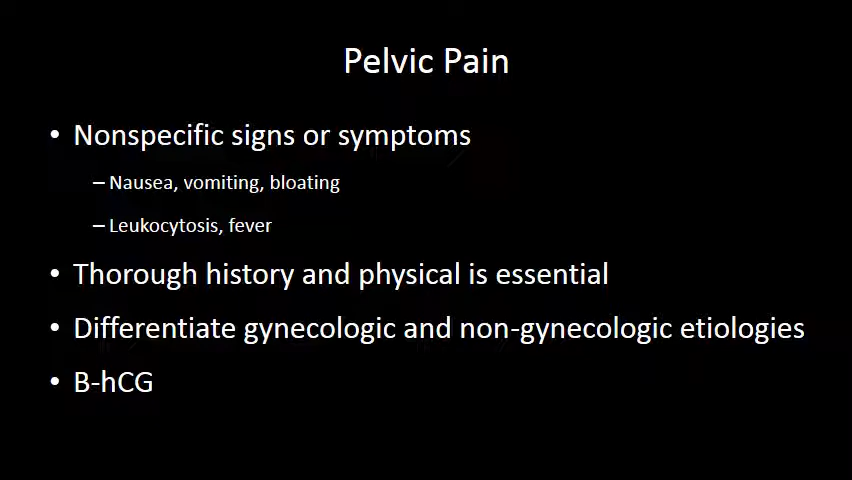 Pelvic Pain
• Nonspecific signs or symptoms
– Nausea, vomiting, bloating
– Leukocytosis, fever
• Thorough history and physical is essential
• Differentiate gynecologic and non-gynecologic etiologies
• B-hCG